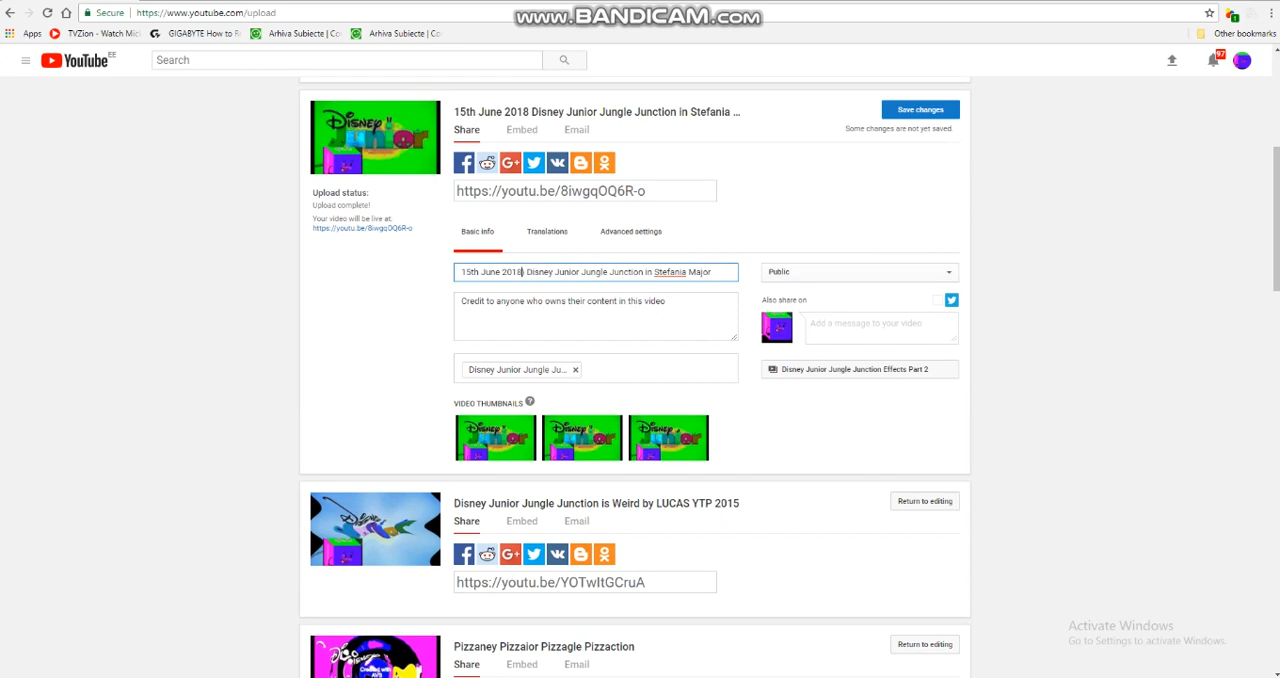 Secure
https://www.youtube.com/upload
www.BANDICAM.com
Apps
TVZion - Watch Mi
GIGABYTE How to R
Arhiva Subiecte | Co
Arhiva Subiecte | Co
Other bookmarks
YouTube EE
Search
97
15th June 2018 Disney Junior Jungle Junction in Stefania ...
Save changes
Share Embed Email
Some changes are not yet saved.
https://youtu.be/8iwgqOQ6R-o
Upload status:
Upload complete!
Your video will be live at:
https://youtu.be/8iwgqOQ6R-o
Basic info Translations Advanced settings
15th June 2018 Disney Junior Jungle Junction in Stefania Major
Public
Credit to anyone who owns their content in this video
Also share on
Add a message to your video
Disney Junior Jungle Ju...
Disney Junior Jungle Junction Effects Part 2
VIDEO THUMBNAILS ?
Disney Junior Jungle Junction is Weird by LUCAS YTP 2015
Return to editing
Share Embed Email
https://youtu.be/YOTwItGCruA
Activate Windows
Go to Settings to activate Windows.
Pizzaney Pizzaior Pizzagle Pizzaction
Return to editing
Share Embed Email